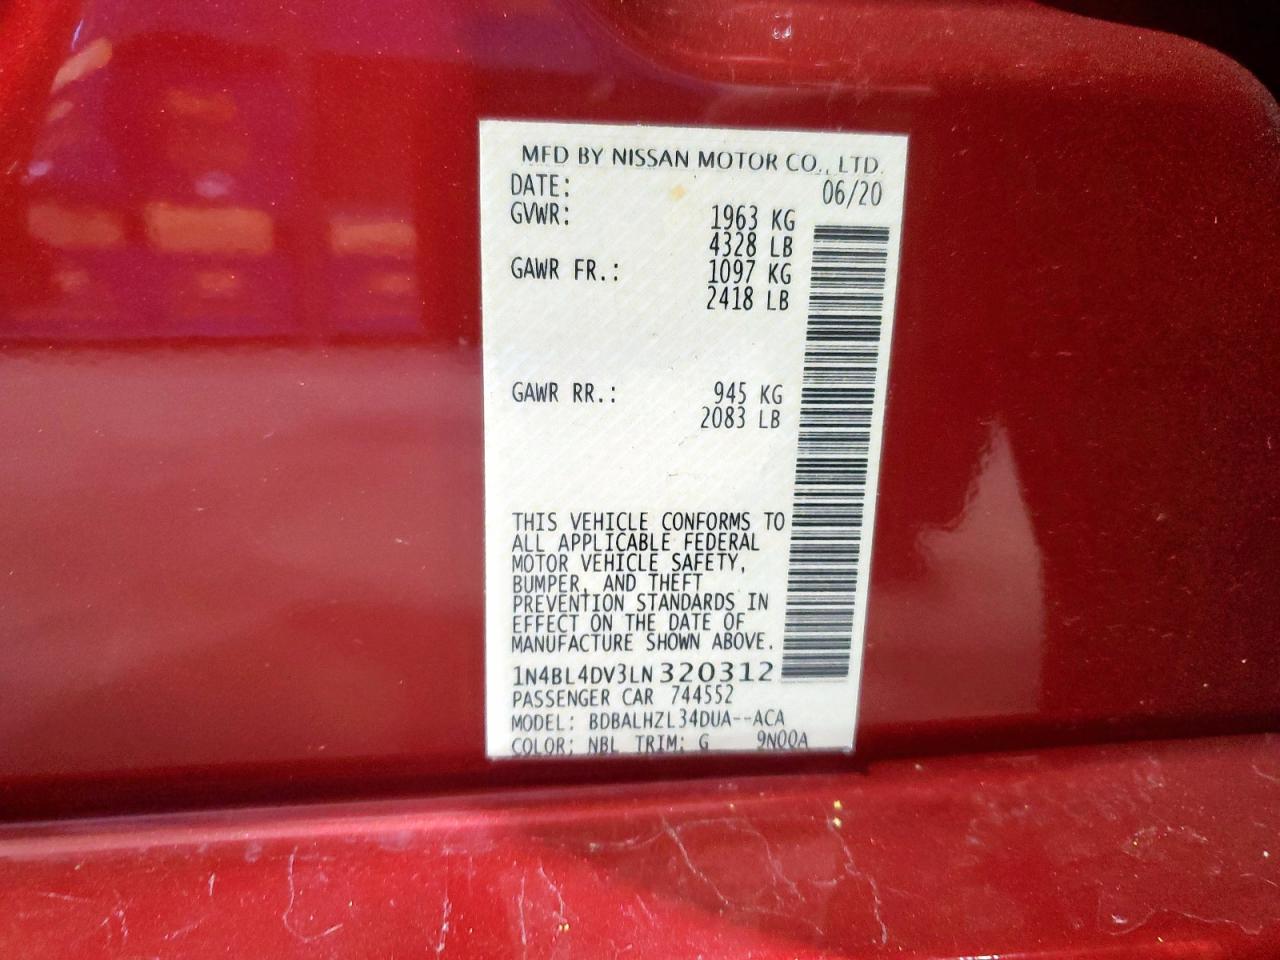 MFD BY NISSAN MOTOR CO., LTD.
DATE: 06/20
GVWR: 1963 KG
4328 LB
GAWR FR.: 1097 KG
2418 LB
GAWR RR.: 945 KG
2083 LB
THIS VEHICLE CONFORMS TO
ALL APPLICABLE FEDERAL
MOTOR VEHICLE SAFETY,
BUMPER, AND THEFT
PREVENTION STANDARDS IN
EFFECT ON THE DATE OF
MANUFACTURE SHOWN ABOVE.
1N4BL4DV3LN320312
PASSENGER CAR 744552
MODEL: BDBALHZL34DUA--ACA
COLOR: NBL TRIM: G 9N00A